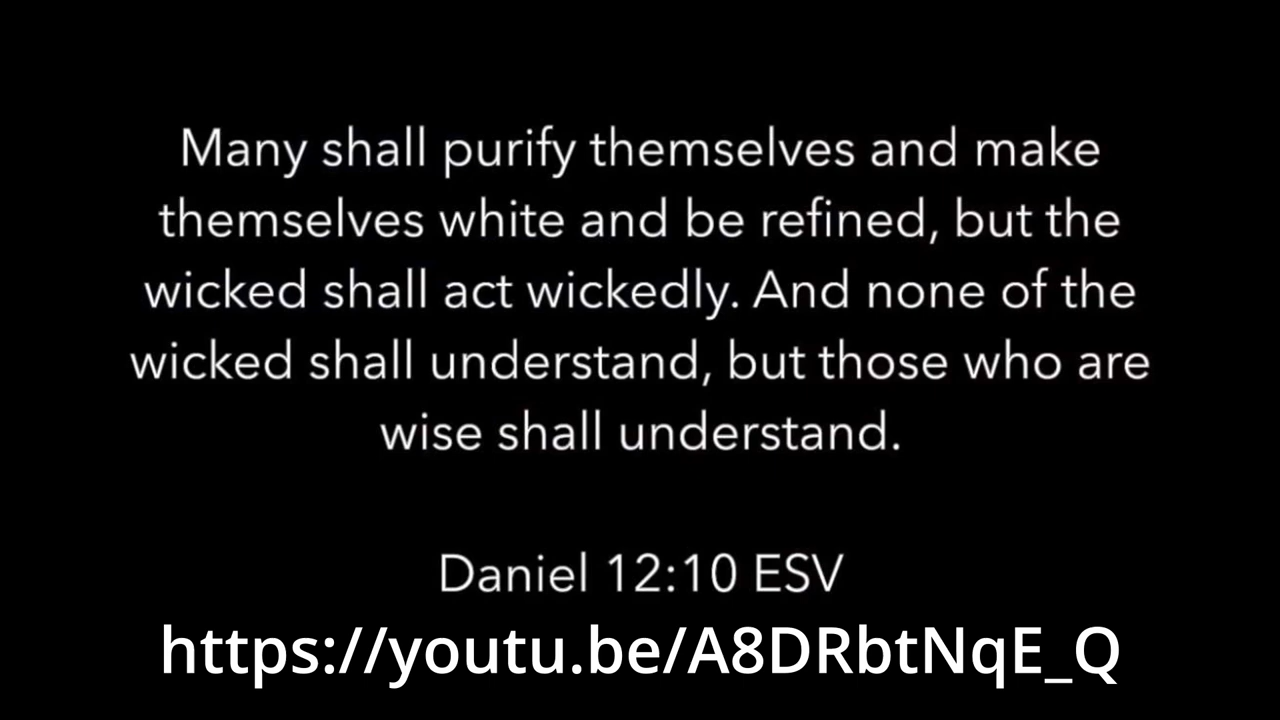 Many shall purify themselves and make
themselves white and be refined, but the
wicked shall act wickedly. And none of the
wicked shall understand, but those who are
wise shall understand.
Daniel 12:10 ESV
https://youtu.be/A8DRbtNqE_Q